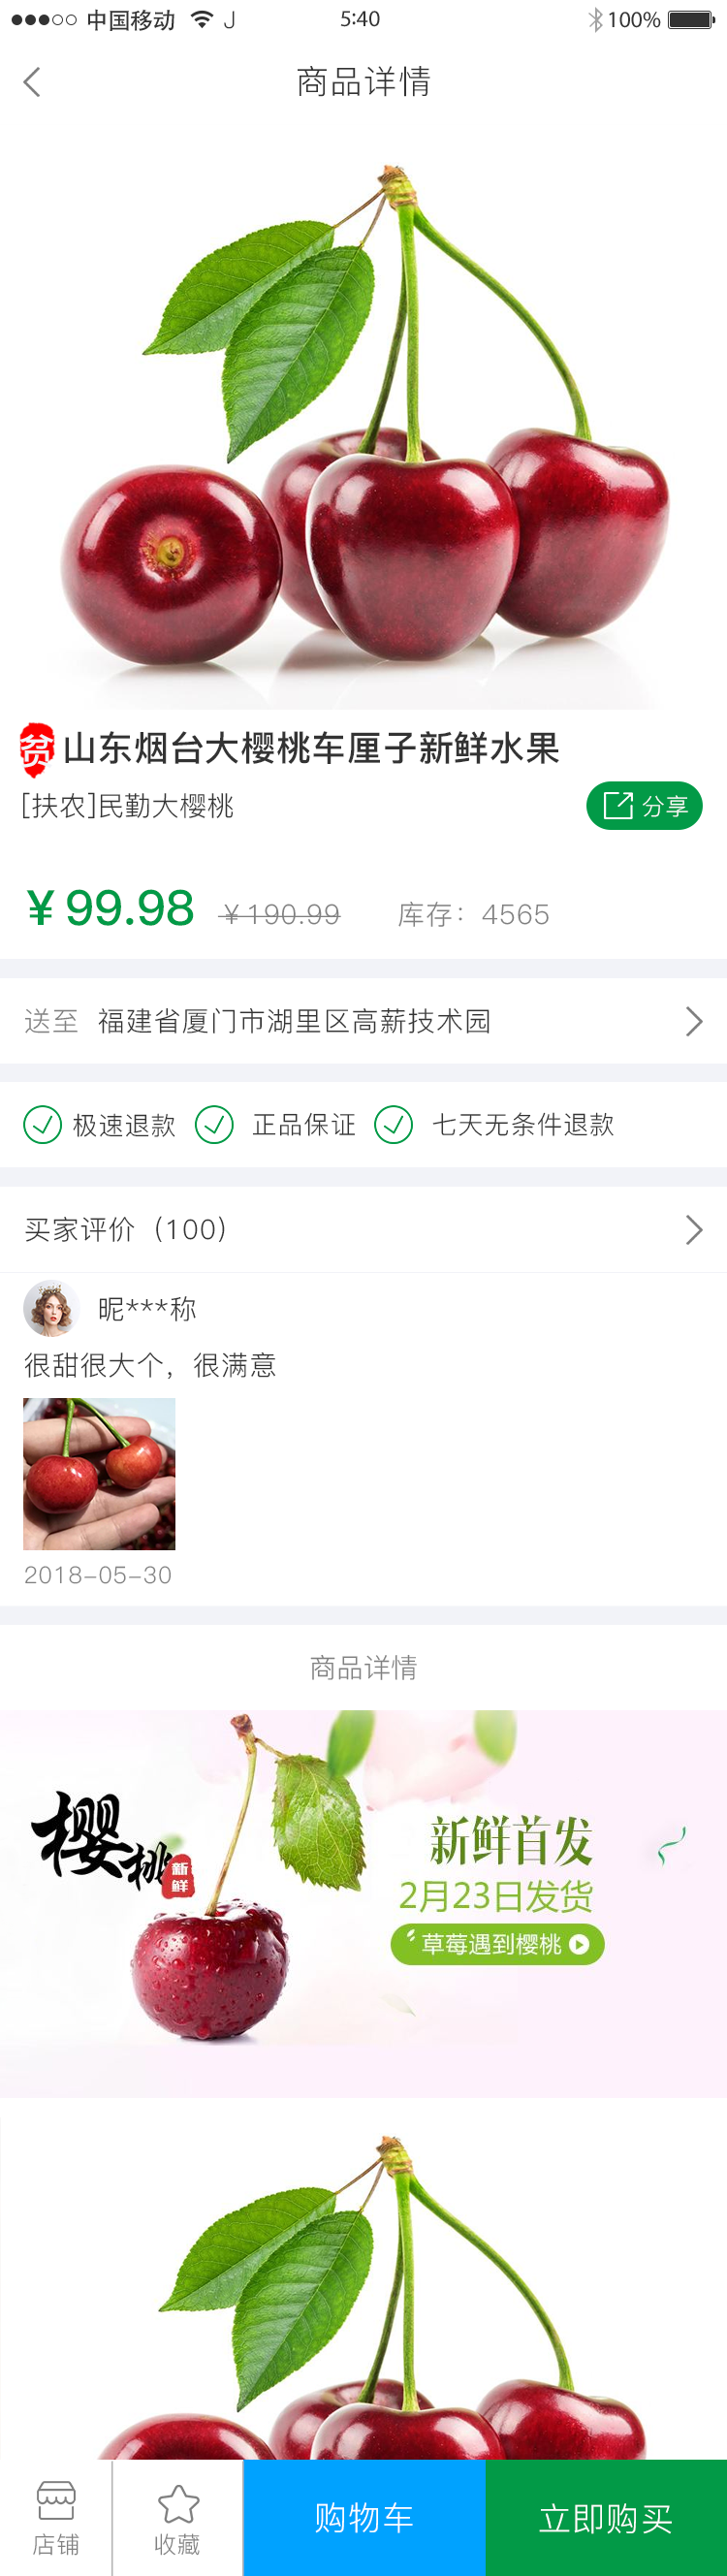 中国移动 J 5:40 100%
商品详情
贫 山东烟台大樱桃车厘子新鲜水果
[扶农]民勤大樱桃 分享
¥99.98 ¥190.99 库存：4565
送至 福建省厦门市湖里区高薪技术园
极速退款 正品保证 七天无条件退款
买家评价（100）
昵***称
很甜很大个，很满意
2018-05-30
商品详情
樱桃
新鲜
新鲜首发
2月23日发货
草莓遇到樱桃
店铺 收藏 购物车 立即购买